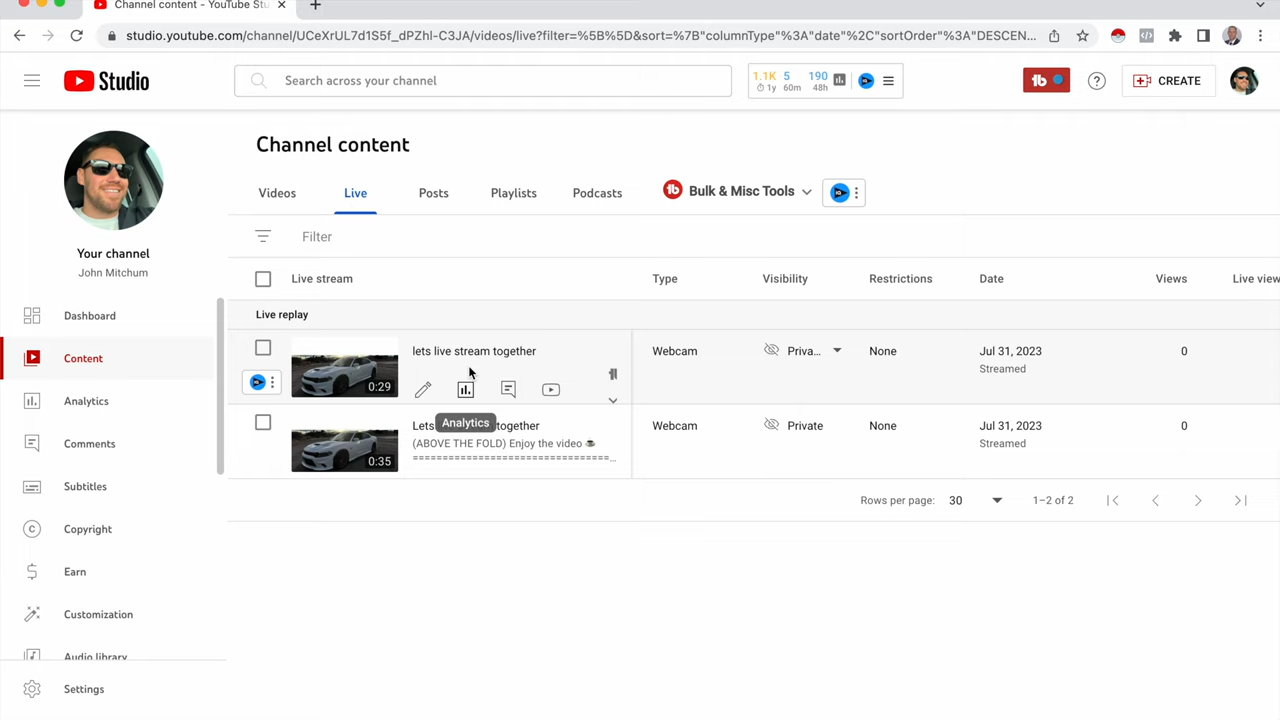 Channel content - YouTube Stu
studio.youtube.com/channel/UCeXrUL7d1S5f_dPZhl-C3JA/videos/live?filter=%5B%5D&sort=%7B"columnType"%3A"date"%2C"sortOrder"%3A"DESCEN...
Studio
Search across your channel
1.1K 5 190
1y 60m 48h
CREATE
Channel content
Videos
Live
Posts
Playlists
Podcasts
Bulk & Misc Tools
Your channel
John Mitchum
Filter
Live stream
Type
Visibility
Restrictions
Date
Views
Live view
Live replay
Dashboard
Content
Analytics
Comments
Subtitles
Copyright
Earn
Customization
Audio library
Settings
0:29
lets live stream together
Webcam
Priva...
None
Jul 31, 2023
Streamed
0
Analytics
0:35
Lets
together
(ABOVE THE FOLD) Enjoy the video ☕
================================...
Webcam
Private
None
Jul 31, 2023
Streamed
0
Rows per page: 30
1–2 of 2